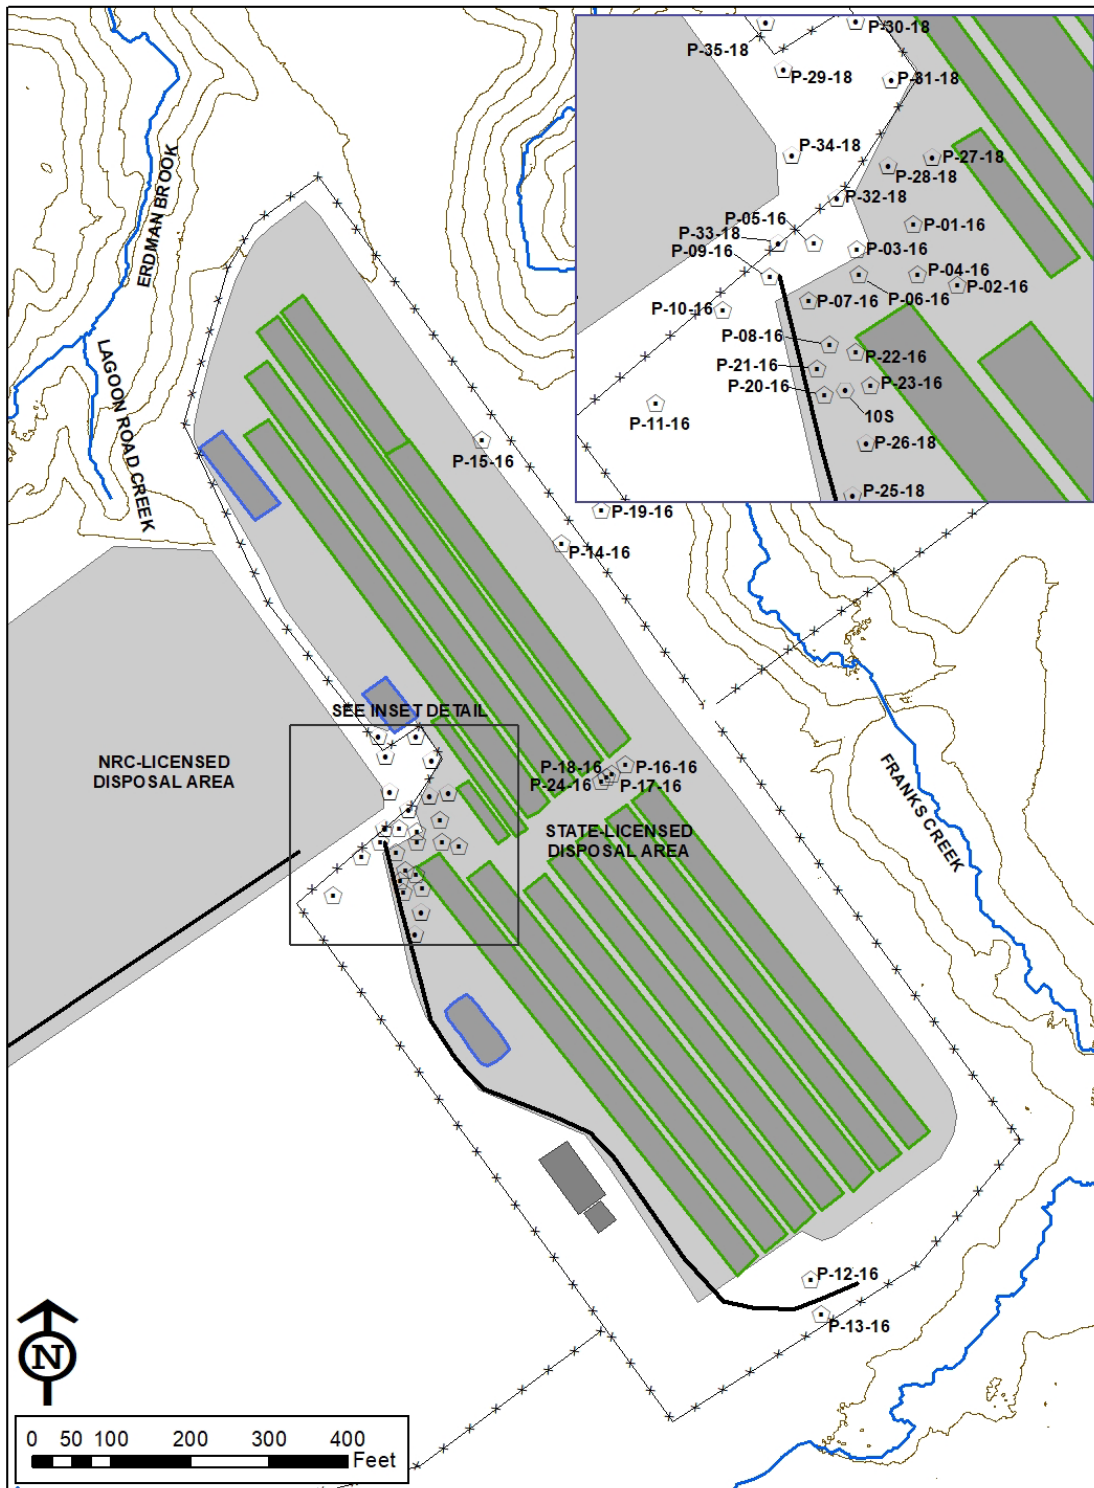 P-30-18
P-35-18
P-29-18
P-31-18
P-34-18
P-27-18
P-28-18
P-32-18
P-05-16
P-01-16
P-33-18
P-03-16
P-09-16
P-04-16
P-02-16
P-07-16
P-06-16
P-10-16
P-08-16
P-22-16
P-21-16
P-23-16
P-20-16
10S
P-11-16
P-26-18
P-25-18
ERDMAN BROOK
LAGOON ROAD CREEK
P-15-16
P-19-16
P-14-16
SEE INSET DETAIL
NRC-LICENSED
DISPOSAL AREA
P-18-16
P-16-16
P-24-16
P-17-16
STATE-LICENSED
DISPOSAL AREA
FRANKS CREEK
P-12-16
P-13-16
N
0 50 100 200 300 400
Feet